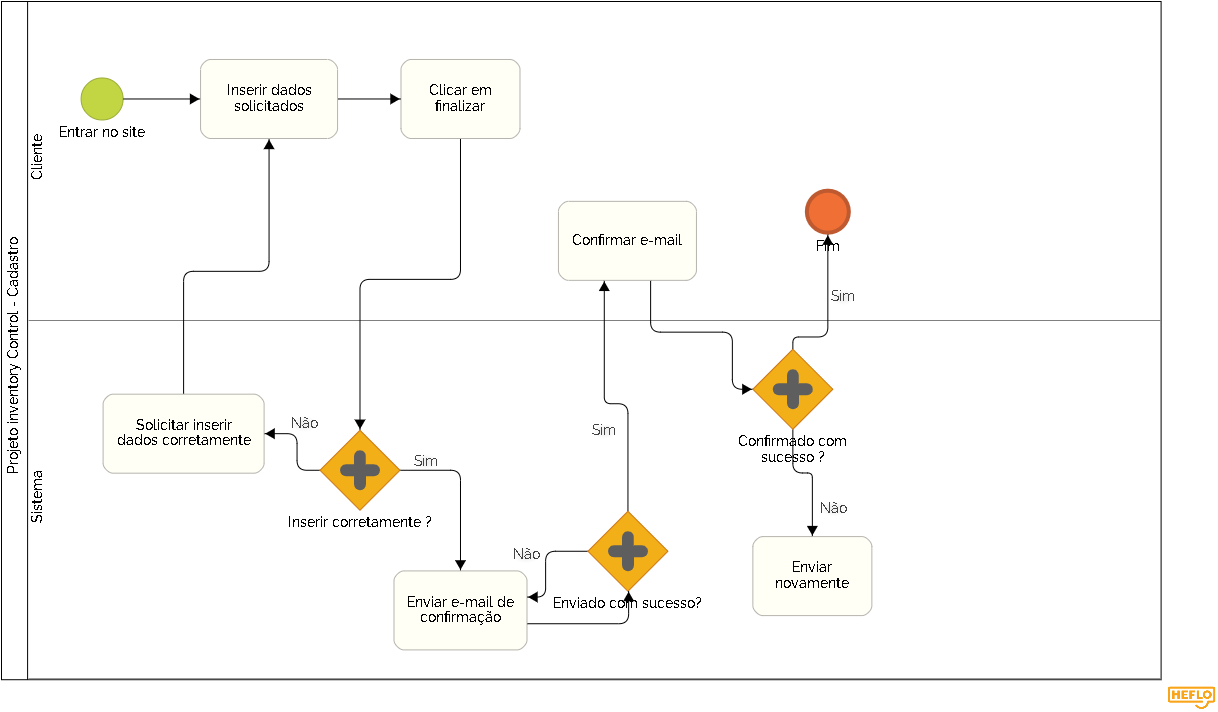 Projeto inventory Control - Cadastro
Cliente
Entrar no site
Inserir dados
solicitados
Clicar em
finalizar
Confirmar e-mail
Fim
Sim
Sistema
Solicitar inserir
dados corretamente
Não
Sim
Inserir corretamente ?
Enviar e-mail de
confirmação
Não
Sim
Enviado com sucesso?
Confirmado com
sucesso ?
Não
Enviar
novamente
HEFLO